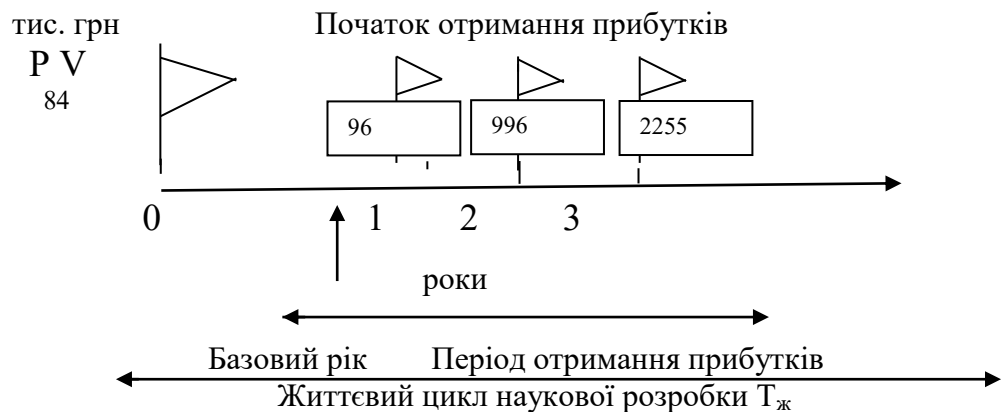 тис. грн Початок отримання прибутків
P V
84
96 996 2255
0 1 2 3
роки
Базовий рік Період отримання прибутків
Життєвий цикл наукової розробки Тж